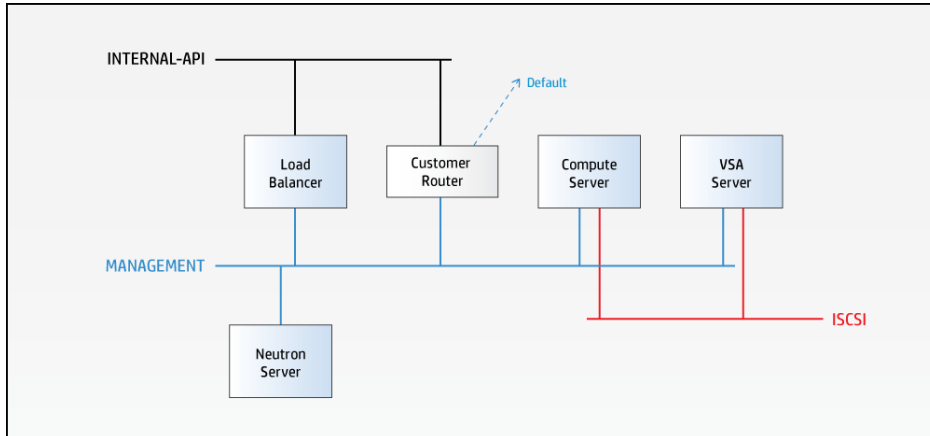 INTERNAL-API
Default
Load
Balancer
Customer
Router
Compute
Server
VSA
Server
MANAGEMENT
ISCSI
Neutron
Server